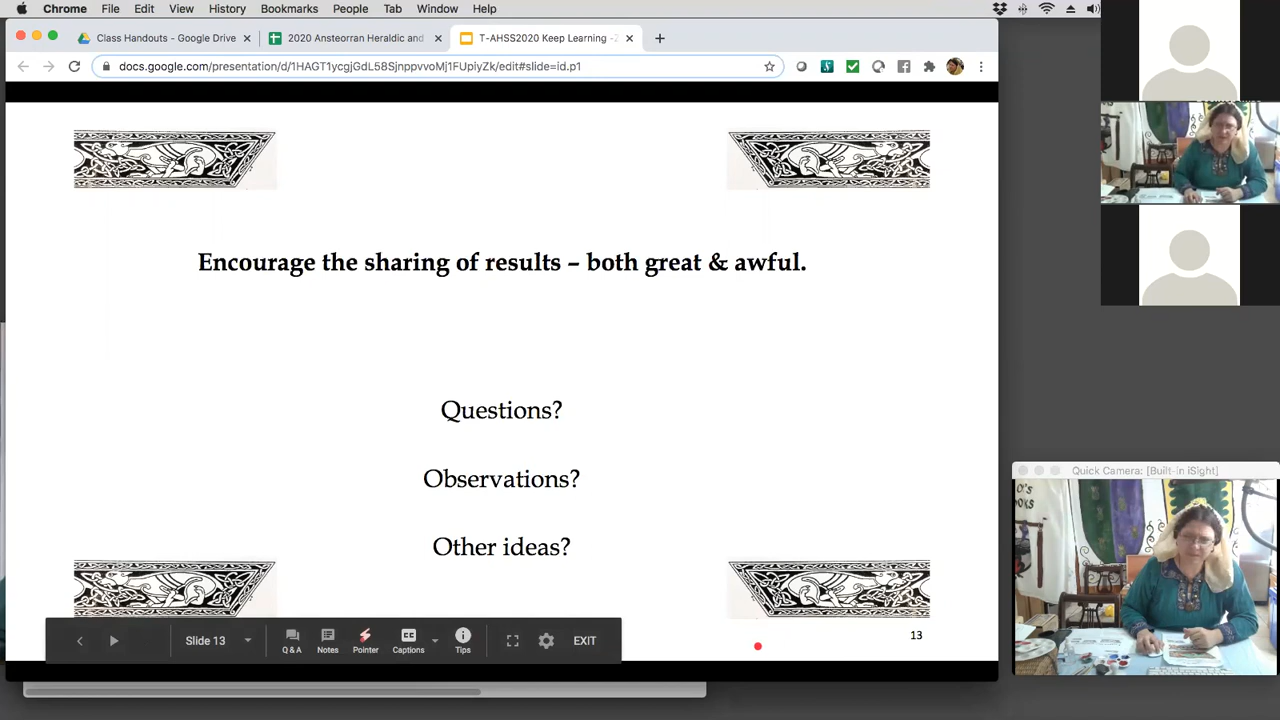 Chrome File Edit View History Bookmarks People Tab Window Help
Class Handouts - Google Drive
2020 Ansteorran Heraldic and
T-AHSS2020 Keep Learning -
docs.google.com/presentation/d/1HAGT1ycgjGdL58SjnppvvoMj1FUpiyZk/edit#slide=id.p1
Encourage the sharing of results – both great & awful.
Questions?
Observations?
Other ideas?
Slide 13
Q & A
Notes
Pointer
Captions
Tips
EXIT
13
Quick Camera: [Built-in iSight]